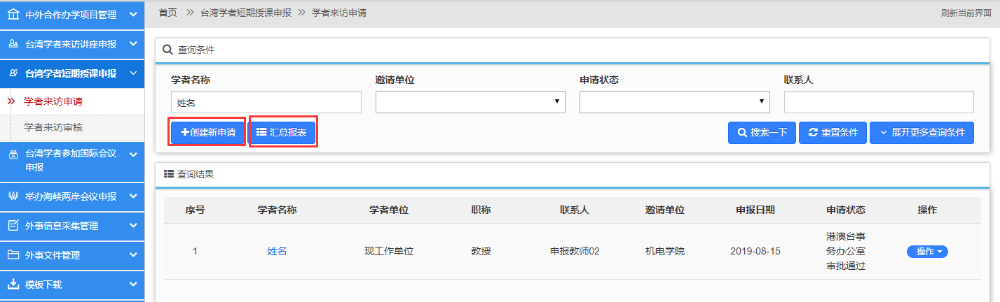 中外合作办学项目管理
台湾学者来访讲座申报
台湾学者短期授课申报
学者来访申请
学者来访审核
台湾学者参加国际会议
申报
举办海峡两岸会议申报
外事信息采集管理
外事文件管理
模板下载
首页 台湾学者短期授课申报 学者来访申请 刷新当前界面
查询条件
学者名称 邀请单位 申请状态 联系人
姓名
创建新申请 汇总报表 搜索一下 重置条件 展开更多查询条件
查询结果
序号 学者名称 学者单位 职称 联系人 邀请单位 申报日期 申请状态 操作
1 姓名 现工作单位 教授 申报教师02 机电学院 2019-08-15 港澳台事 操作
务办公室
审批通过